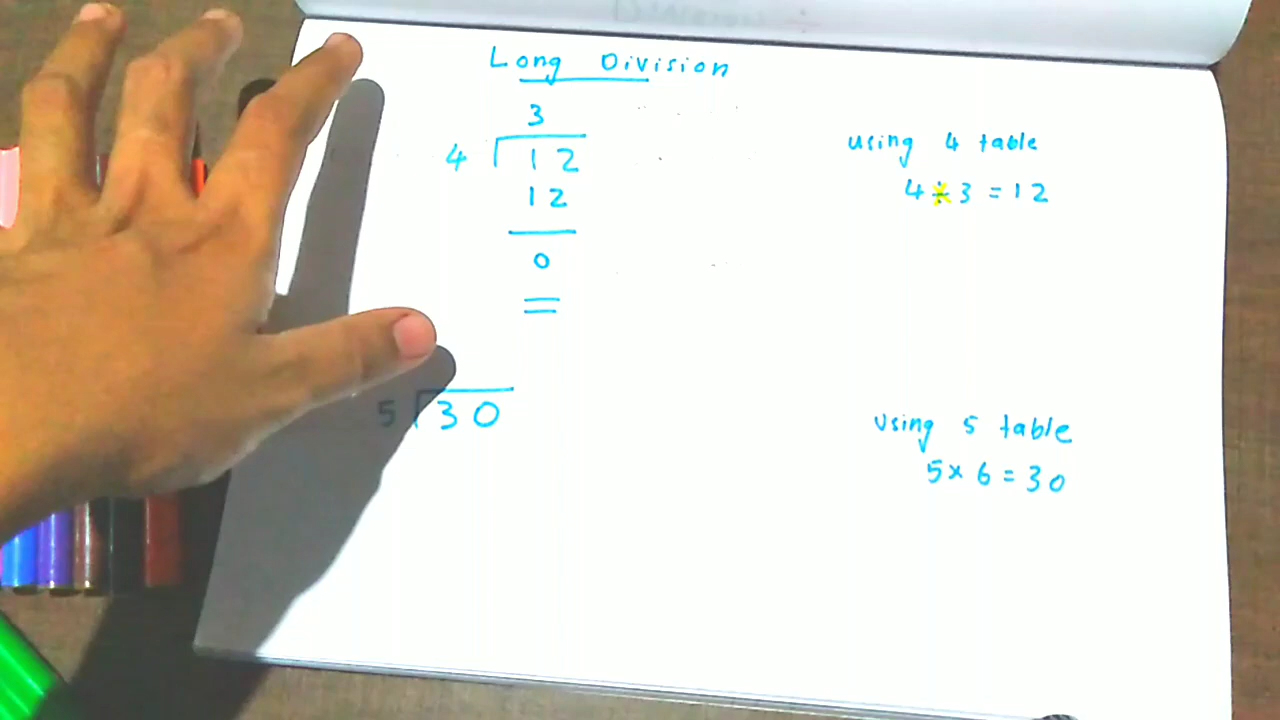 Long Division
3
4 12
12
0
using 4 table
4 × 3 = 12
5 30
using 5 table
5 × 6 = 30